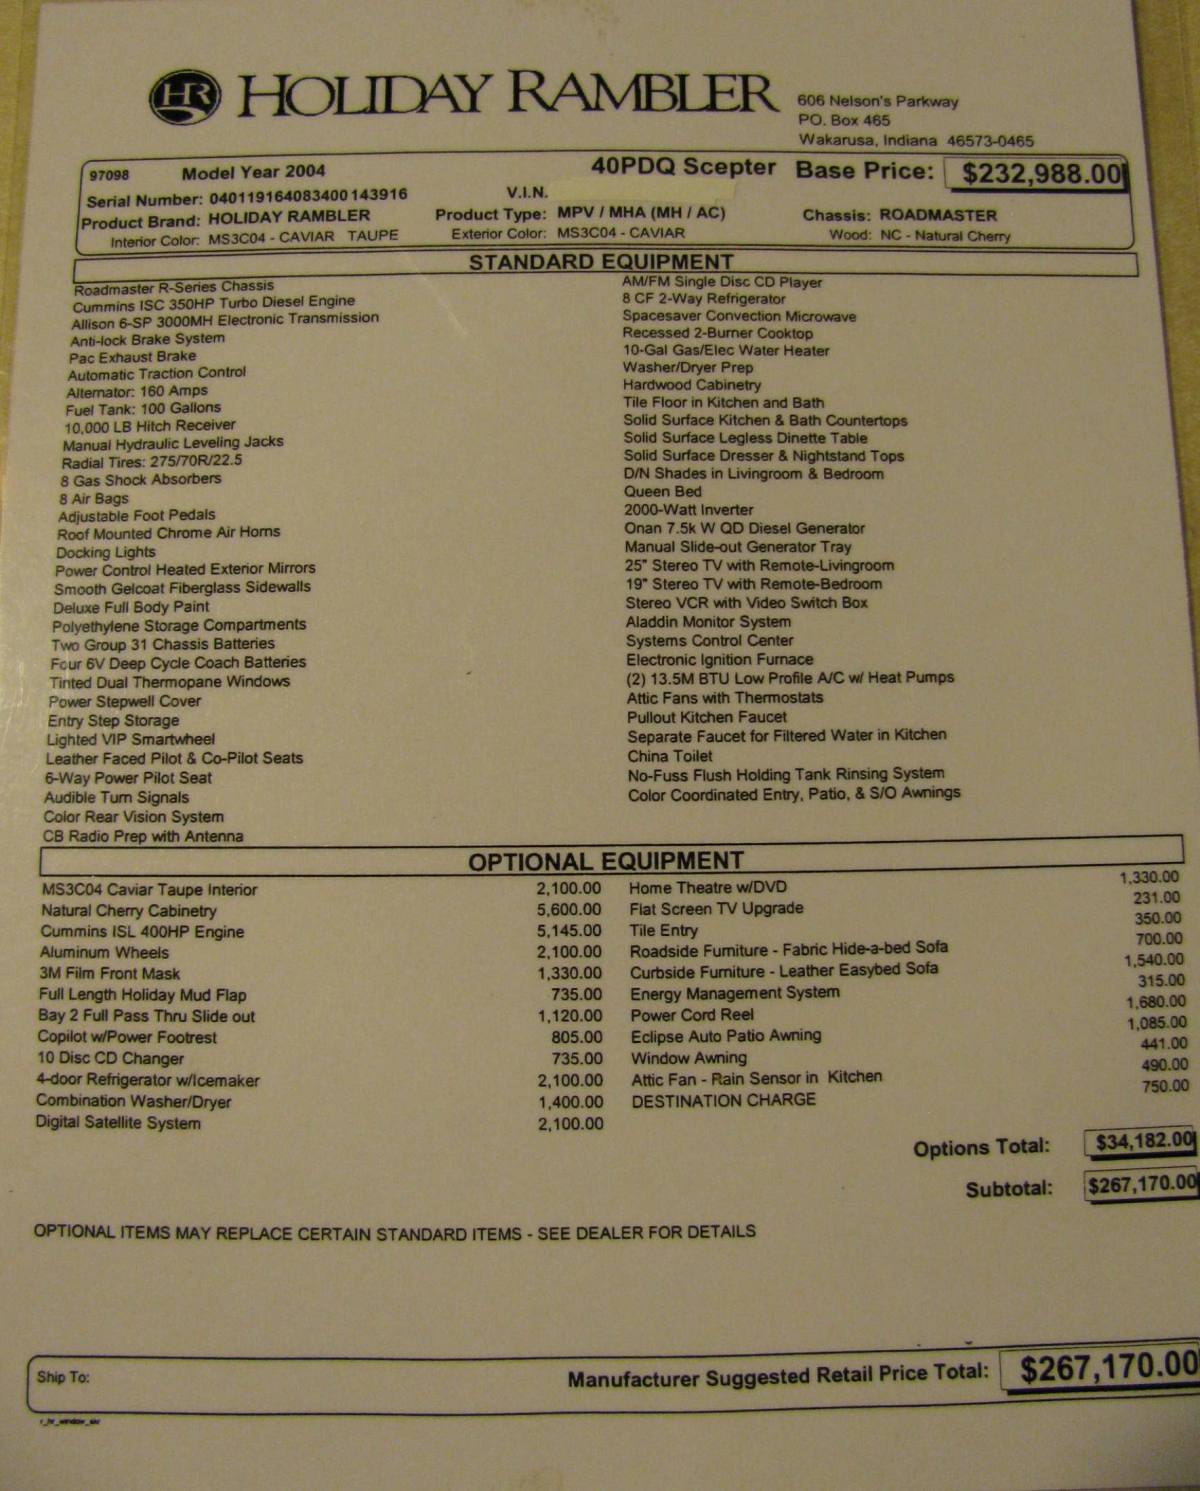 HR HOLIDAY RAMBLER
606 Nelson's Parkway
PO. Box 465
Wakarusa, Indiana 46573-0465
97098 Model Year 2004 40PDQ Scepter Base Price: $232,988.00
Serial Number: 040119164083400143916 V.I.N.
Product Brand: HOLIDAY RAMBLER Product Type: MPV / MHA (MH / AC) Chassis: ROADMASTER
Interior Color: MS3C04 - CAVIAR TAUPE Exterior Color: MS3C04 - CAVIAR Wood: NC - Natural Cherry
STANDARD EQUIPMENT
Roadmaster R-Series Chassis
Cummins ISC 350HP Turbo Diesel Engine
Allison 6-SP 3000MH Electronic Transmission
Anti-lock Brake System
Pac Exhaust Brake
Automatic Traction Control
Alternator: 160 Amps
Fuel Tank: 100 Gallons
10,000 LB Hitch Receiver
Manual Hydraulic Leveling Jacks
Radial Tires: 275/70R/22.5
8 Gas Shock Absorbers
8 Air Bags
Adjustable Foot Pedals
Roof Mounted Chrome Air Horns
Docking Lights
Power Control Heated Exterior Mirrors
Smooth Gelcoat Fiberglass Sidewalls
Deluxe Full Body Paint
Polyethylene Storage Compartments
Two Group 31 Chassis Batteries
Four 6V Deep Cycle Coach Batteries
Tinted Dual Thermopane Windows
Power Stepwell Cover
Entry Step Storage
Lighted VIP Smartwheel
Leather Faced Pilot & Co-Pilot Seats
6-Way Power Pilot Seat
Audible Turn Signals
Color Rear Vision System
CB Radio Prep with Antenna
AM/FM Single Disc CD Player
8 CF 2-Way Refrigerator
Spacesaver Convection Microwave
Recessed 2-Burner Cooktop
10-Gal Gas/Elec Water Heater
Washer/Dryer Prep
Hardwood Cabinetry
Tile Floor in Kitchen and Bath
Solid Surface Kitchen & Bath Countertops
Solid Surface Legless Dinette Table
Solid Surface Dresser & Nightstand Tops
D/N Shades in Livingroom & Bedroom
Queen Bed
2000-Watt Inverter
Onan 7.5k W QD Diesel Generator
Manual Slide-out Generator Tray
25" Stereo TV with Remote-Livingroom
19" Stereo TV with Remote-Bedroom
Stereo VCR with Video Switch Box
Aladdin Monitor System
Systems Control Center
Electronic Ignition Furnace
(2) 13.5M BTU Low Profile A/C w/ Heat Pumps
Attic Fans with Thermostats
Pullout Kitchen Faucet
Separate Faucet for Filtered Water in Kitchen
China Toilet
No-Fuss Flush Holding Tank Rinsing System
Color Coordinated Entry, Patio, & S/O Awnings
OPTIONAL EQUIPMENT
MS3C04 Caviar Taupe Interior 2,100.00
Natural Cherry Cabinetry 5,600.00
Cummins ISL 400HP Engine 5,145.00
Aluminum Wheels 2,100.00
3M Film Front Mask 1,330.00
Full Length Holiday Mud Flap 735.00
Bay 2 Full Pass Thru Slide out 1,120.00
Copilot w/Power Footrest 805.00
10 Disc CD Changer 735.00
4-door Refrigerator w/Icemaker 2,100.00
Combination Washer/Dryer 1,400.00
Digital Satellite System 2,100.00
Home Theatre w/DVD 1,330.00
Flat Screen TV Upgrade 231.00
Tile Entry 350.00
Roadside Furniture - Fabric Hide-a-bed Sofa 700.00
Curbside Furniture - Leather Easybed Sofa 1,540.00
Energy Management System 315.00
Power Cord Reel 1,680.00
Eclipse Auto Patio Awning 1,085.00
Window Awning 441.00
Attic Fan - Rain Sensor in Kitchen 490.00
DESTINATION CHARGE 750.00
Options Total: $34,182.00
Subtotal: $267,170.00
OPTIONAL ITEMS MAY REPLACE CERTAIN STANDARD ITEMS - SEE DEALER FOR DETAILS
Ship To: Manufacturer Suggested Retail Price Total: $267,170.00